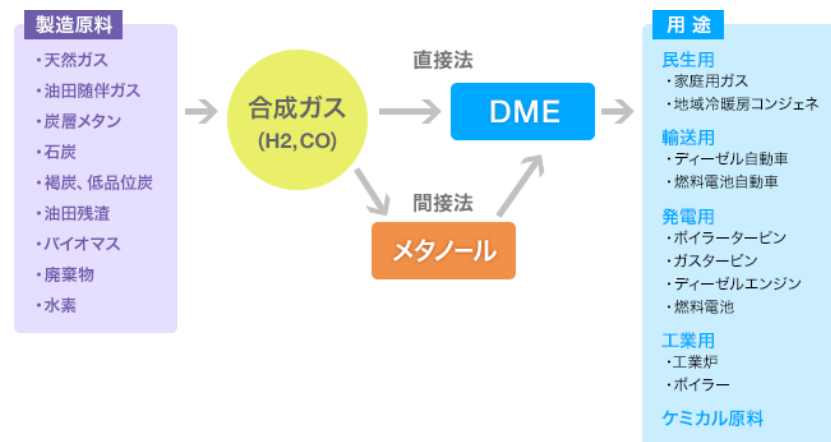 製造原料
・天然ガス
・油田随伴ガス
・炭層メタン
・石炭
・褐炭、低品位炭
・油田残渣
・バイオマス
・廃棄物
・水素
合成ガス
(H2,CO)
直接法
DME
間接法
メタノール
用途
民生用
・家庭用ガス
・地域冷暖房コンジェネ
輸送用
・ディーゼル自動車
・燃料電池自動車
発電用
・ボイラータービン
・ガスタービン
・ディーゼルエンジン
・燃料電池
工業用
・工業炉
・ボイラー
ケミカル原料